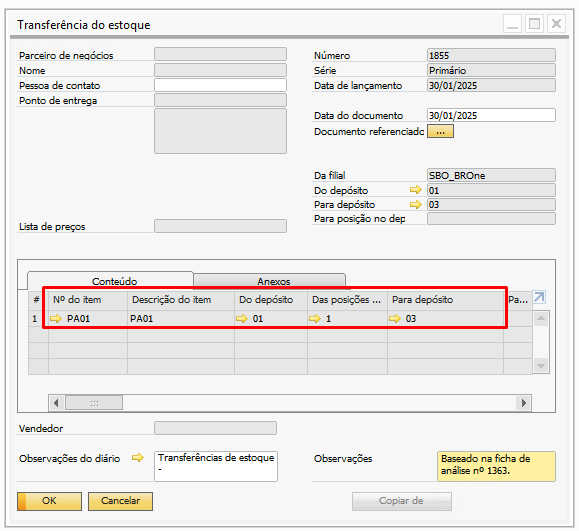 Transferência do estoque
Parceiro de negócios
Nome
Pessoa de contato
Ponto de entrega
Número 1855
Série Primário
Data de lançamento 30/01/2025
Data do documento 30/01/2025
Documento referenciado ...
Da filial SBO_BROne
Do depósito 01
Para depósito 03
Para posição no dep
Lista de preços
Conteúdo Anexos
# Nº do item Descrição do item Do depósito Das posições ... Para depósito Pa...
1 PA01 PA01 01 1 03
Vendedor
Observações do diário Transferências de estoque
-
Observações Baseado na ficha de
análise nº 1363.
OK Cancelar Copiar de